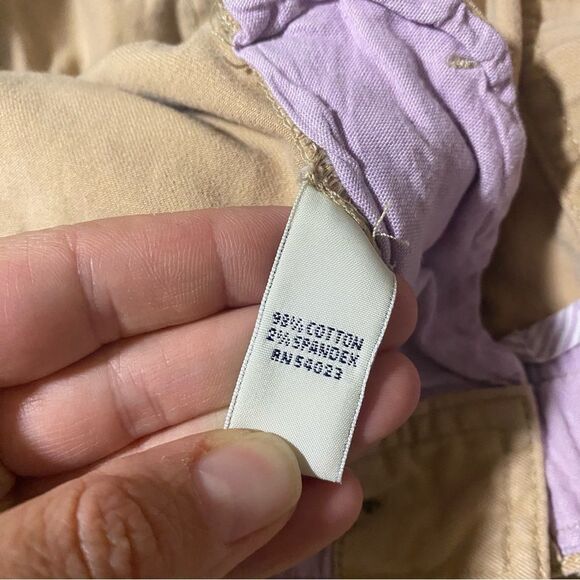 98% COTTON
2% SPANDEX
RN 54023